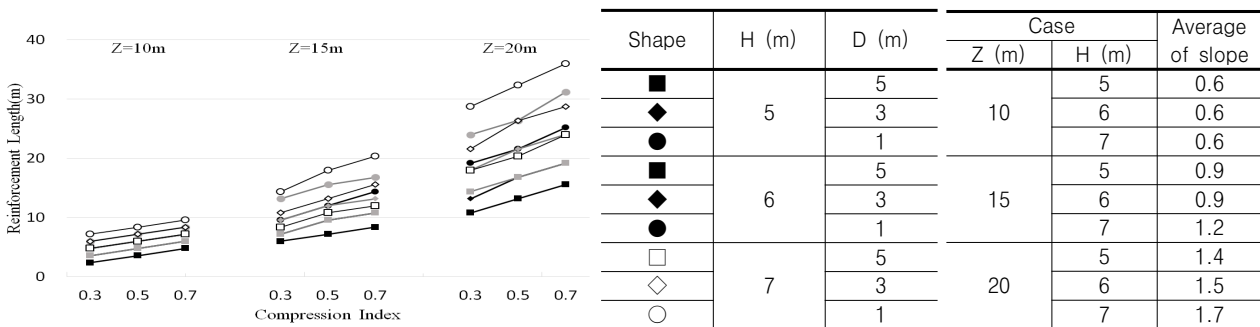 Z=10m Z=15m Z=20m
Reinforcement Length(m)
40
30
20
10
0
0.3 0.5 0.7 0.3 0.5 0.7 0.3 0.5 0.7
Compression Index
Shape H (m) D (m)
5
5 3
1
5
6 3
1
5
7 3
1
Case Average of slope
Z (m) H (m)
5 0.6
10 6 0.6
7 0.6
5 0.9
15 6 0.9
7 1.2
5 1.4
20 6 1.5
7 1.7